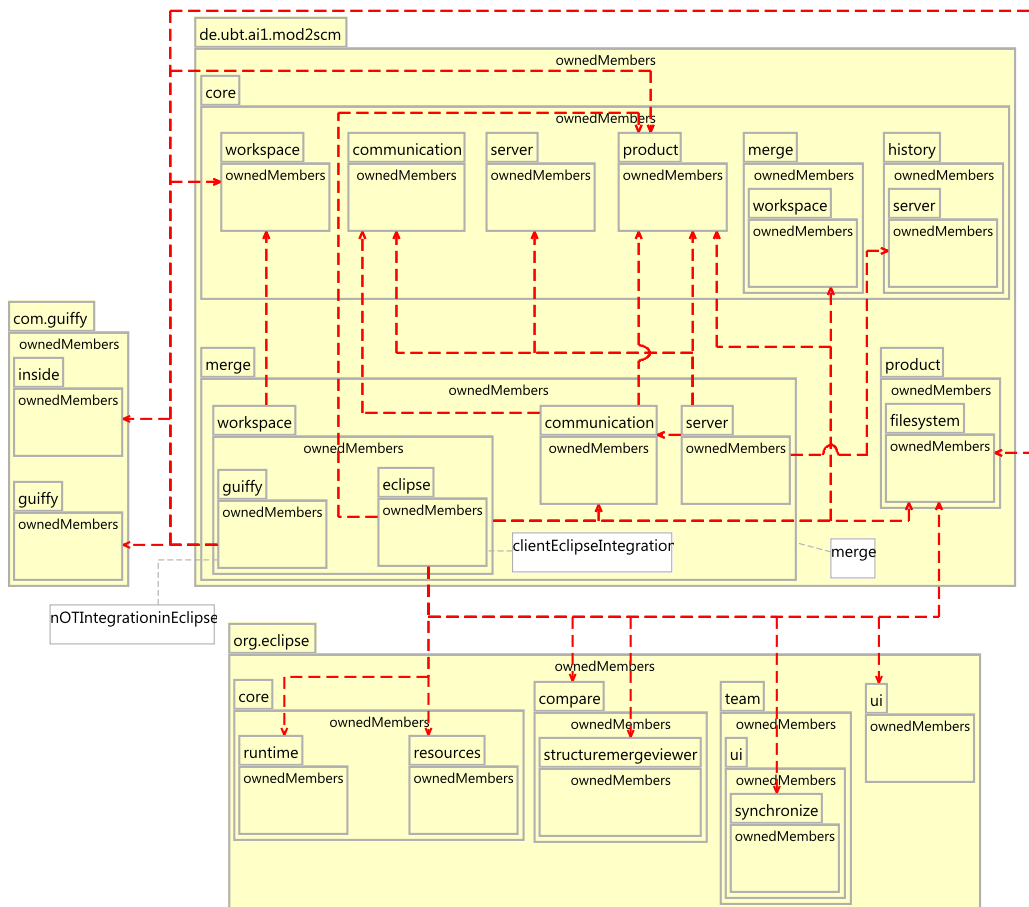 de.ubt.ai1.mod2scm
ownedMembers
core
ownedMembers
workspace
ownedMembers
communication
ownedMembers
server
ownedMembers
product
ownedMembers
merge
ownedMembers
workspace
ownedMembers
history
ownedMembers
server
ownedMembers
com.guiffy
ownedMembers
inside
ownedMembers
guiffy
ownedMembers
merge
ownedMembers
workspace
ownedMembers
guiffy
ownedMembers
eclipse
ownedMembers
communication
ownedMembers
server
ownedMembers
product
ownedMembers
filesystem
ownedMembers
clientEclipseIntegration
merge
nOTIntegrationinEclipse
org.eclipse
ownedMembers
core
ownedMembers
runtime
ownedMembers
resources
ownedMembers
compare
ownedMembers
structuremergeviewer
ownedMembers
team
ownedMembers
ui
ownedMembers
synchronize
ownedMembers
ui
ownedMembers